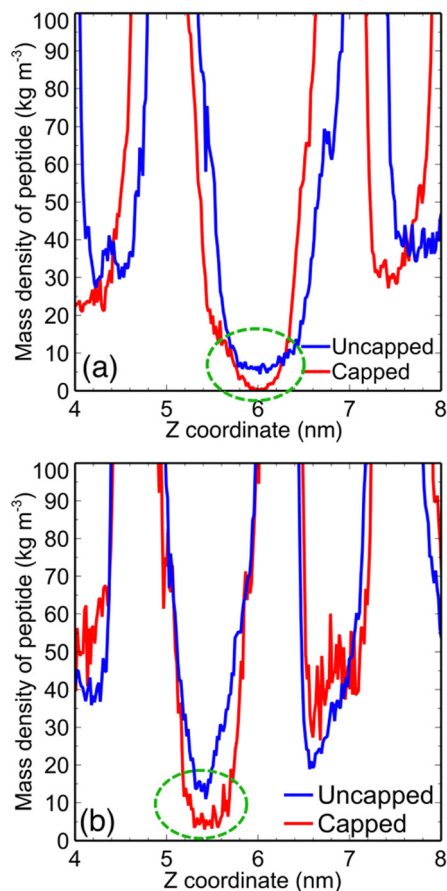 Mass density of peptide (kg m-3)
100
90
80
70
60
50
40
30
20
10
0
(a)
Uncapped
Capped
4 5 6 7 8
Z coordinate (nm)
Mass density of peptide (kg m-3)
100
90
80
70
60
50
40
30
20
10
0
(b)
Uncapped
Capped
4 5 6 7 8
Z coordinate (nm)